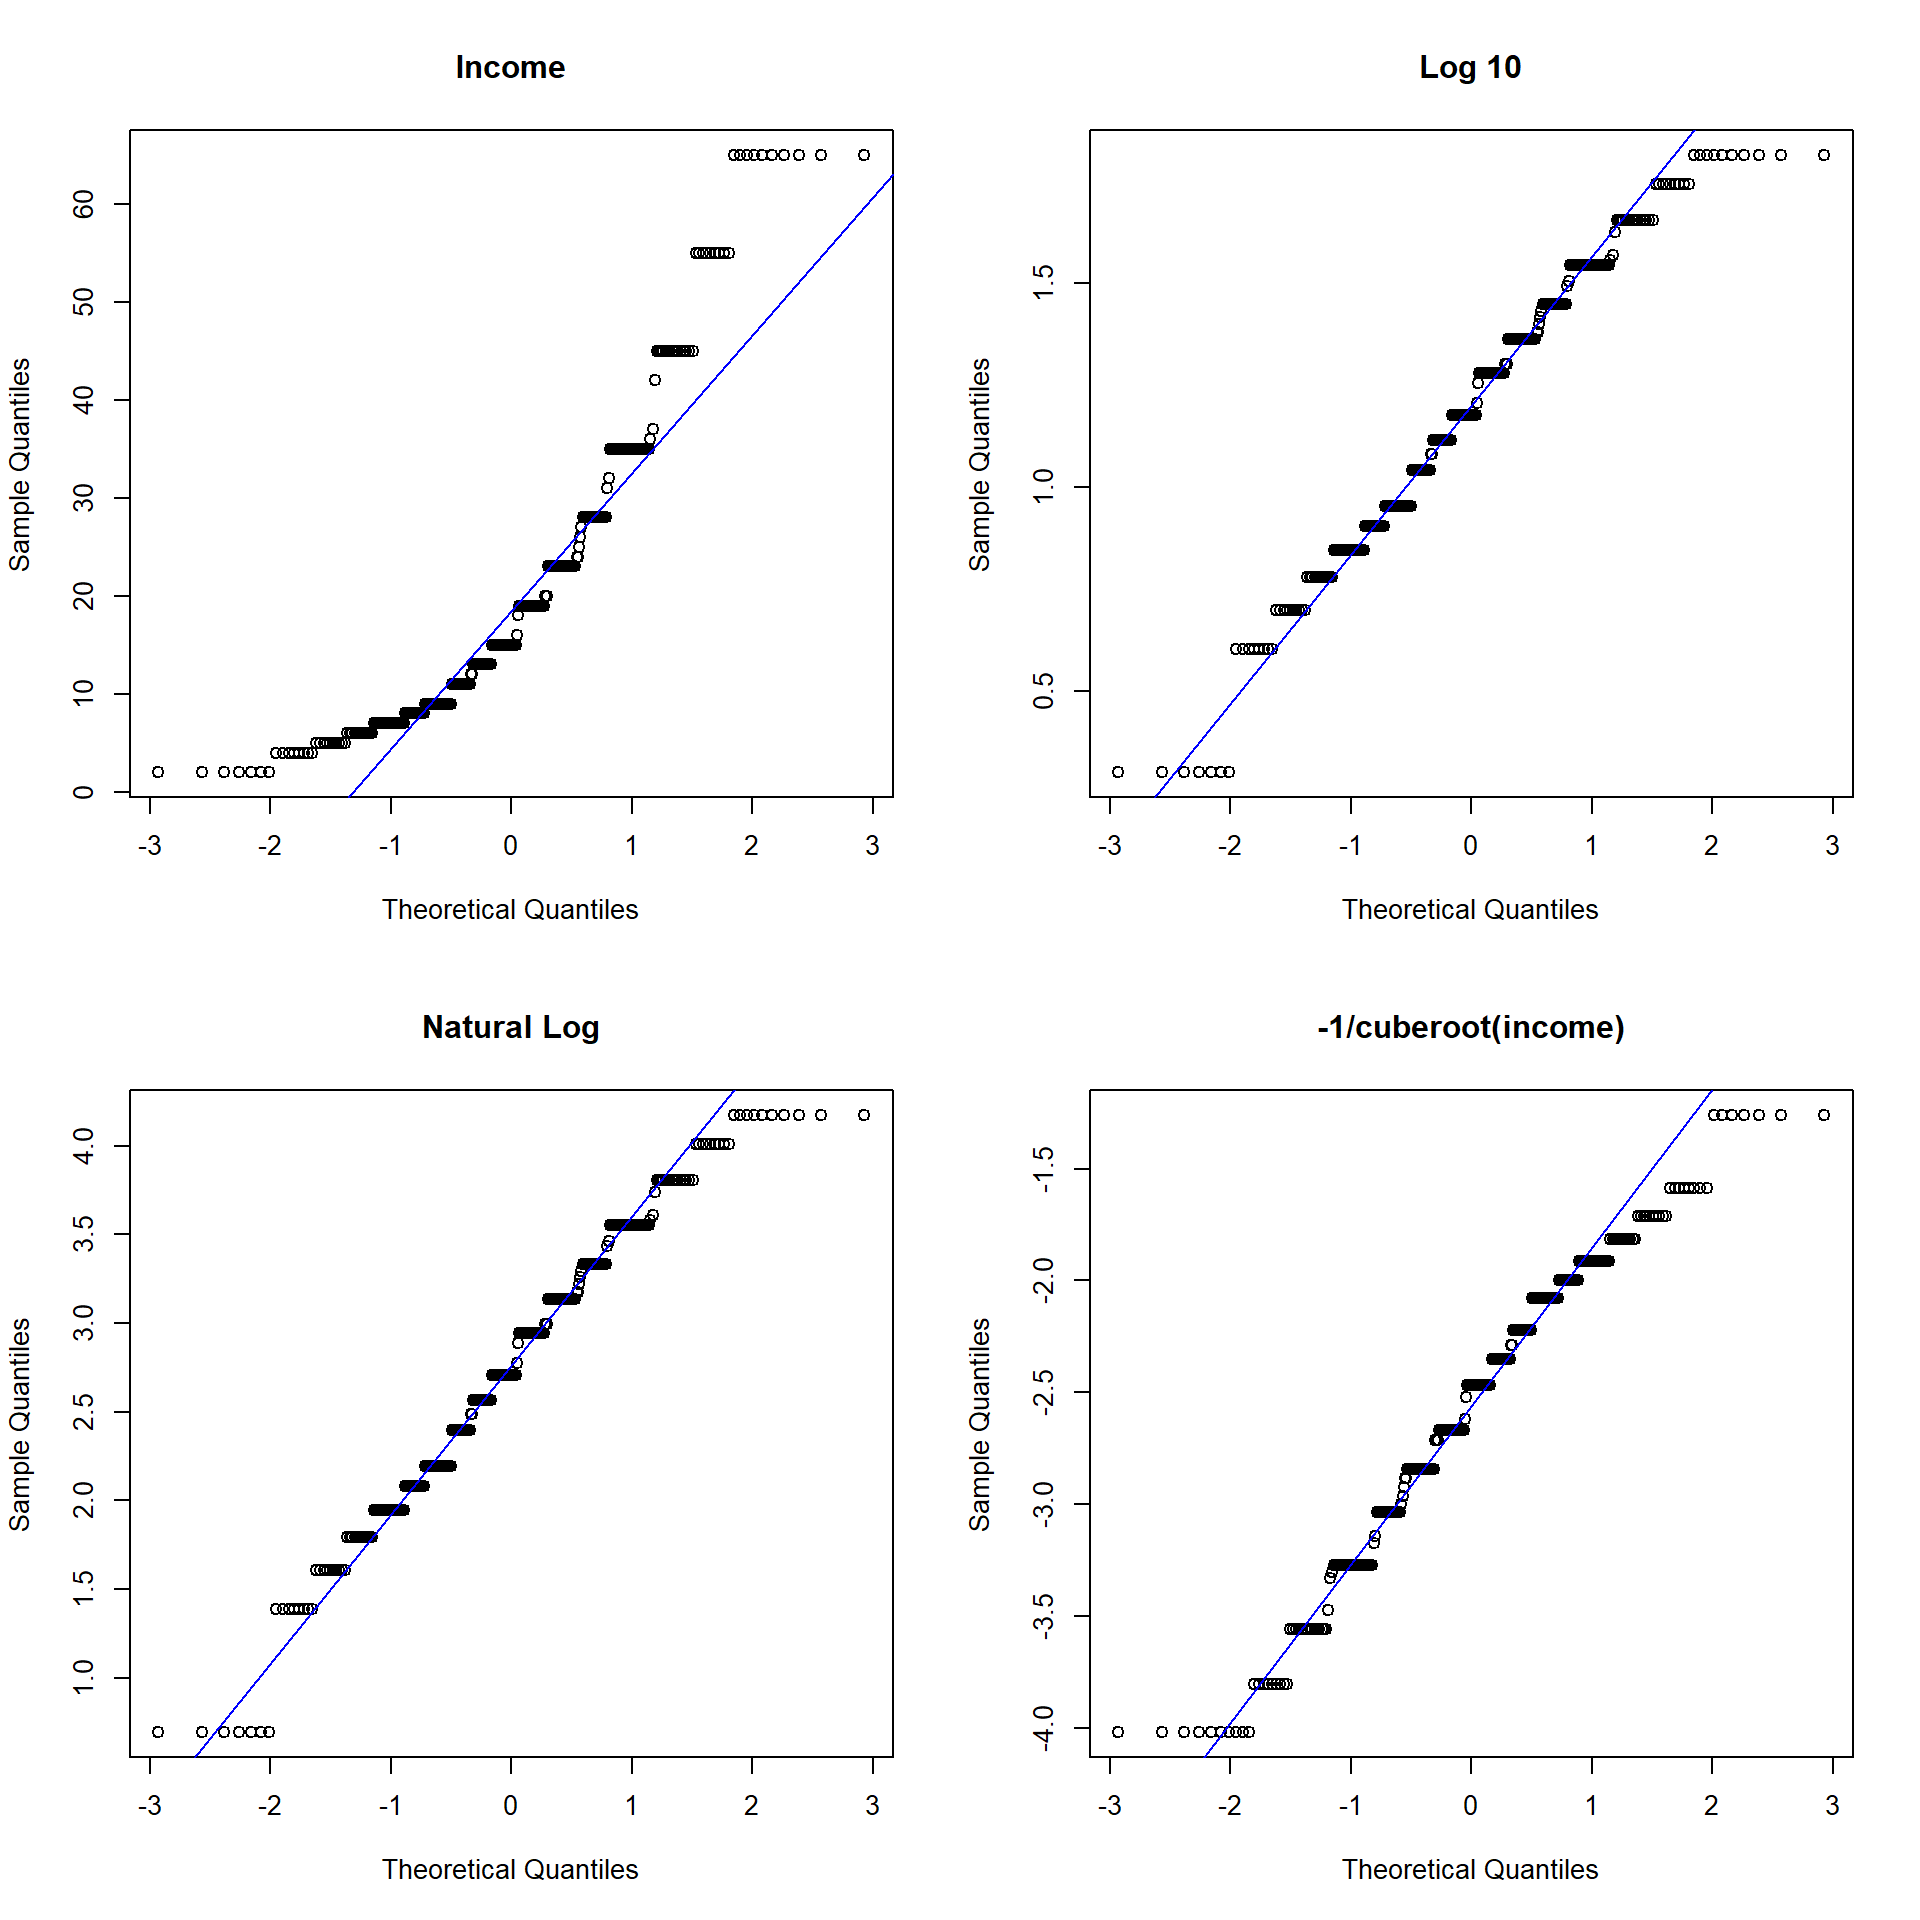 Income
Sample Quantiles
60
50
40
30
20
10
0
-3 -2 -1 0 1 2 3
Theoretical Quantiles
Log 10
Sample Quantiles
1.5
1.0
0.5
-3 -2 -1 0 1 2 3
Theoretical Quantiles
Natural Log
Sample Quantiles
4.0
3.5
3.0
2.5
2.0
1.5
1.0
-3 -2 -1 0 1 2 3
Theoretical Quantiles
-1/cuberoot(income)
Sample Quantiles
-1.5
-2.0
-2.5
-3.0
-3.5
-4.0
-3 -2 -1 0 1 2 3
Theoretical Quantiles